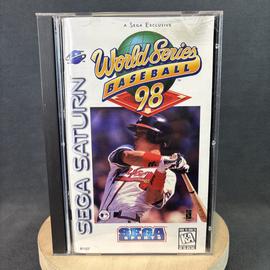 A SEGA EXCLUSIVE
World Series
BASEBALL
98
SEGA SATURN
SEGA
SPORTS
K-A